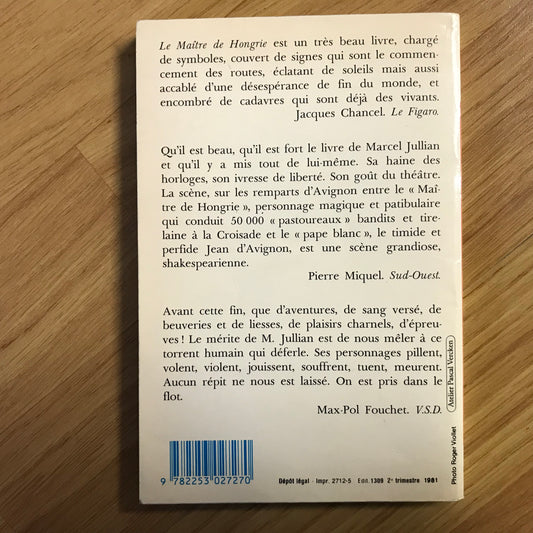 Le Maître de Hongrie est un très beau livre, chargé
de symboles, couvert de signes qui sont le commen-
cement des routes, éclatant de soleils mais aussi
accablé d'une désespérance de fin du monde, et
encombré de cadavres qui sont déjà des vivants.
Jacques Chancel. Le Figaro.
Qu'il est beau, qu'il est fort le livre de Marcel Jullian
et qu'il y a mis tout de lui-même. Sa haine des
horloges, son ivresse de liberté. Son goût du théâtre.
La scène, sur les remparts d'Avignon entre le « Maî-
tre de Hongrie », personnage magique et patibulaire
qui conduit 50 000 « pastoureaux » bandits et tire-
laine à la Croisade et le « pape blanc », le timide et
perfide Jean d'Avignon, est une scène grandiose,
shakespearienne.
Pierre Miquel. Sud-Ouest.
Avant cette fin, que d'aventures, de sang versé, de
beuveries et de liesses, de plaisirs charnels, d'épreu-
ves ! Le mérite de M. Jullian est de nous mêler à ce
torrent humain qui déferle. Ses personnages pillent,
volent, violent, jouissent, souffrent, tuent, meurent.
Aucun répit ne nous est laissé. On est pris dans le
flot.
Max-Pol Fouchet. V.S.D.
Atelier Pascal Vercken
Photo Roger Viollet
9 782253 027270
Dépôt légal - Impr. 2712-5 Edit. 1309 2e trimestre 1981